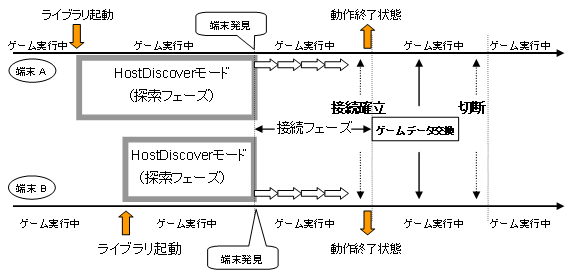 ライブラリ起動
端末発見
動作終了状態
ゲーム実行中 ゲーム実行中 ゲーム実行中 ゲーム実行中 ゲーム実行中
端末 A
HostDiscoverモード
(探索フェーズ)
接続確立
切断
接続フェーズ
ゲームデータ交換
HostDiscoverモード
(探索フェーズ)
端末 B
ゲーム実行中 ゲーム実行中 ゲーム実行中 ゲーム実行中 ゲーム実行中
ライブラリ起動
端末発見
動作終了状態